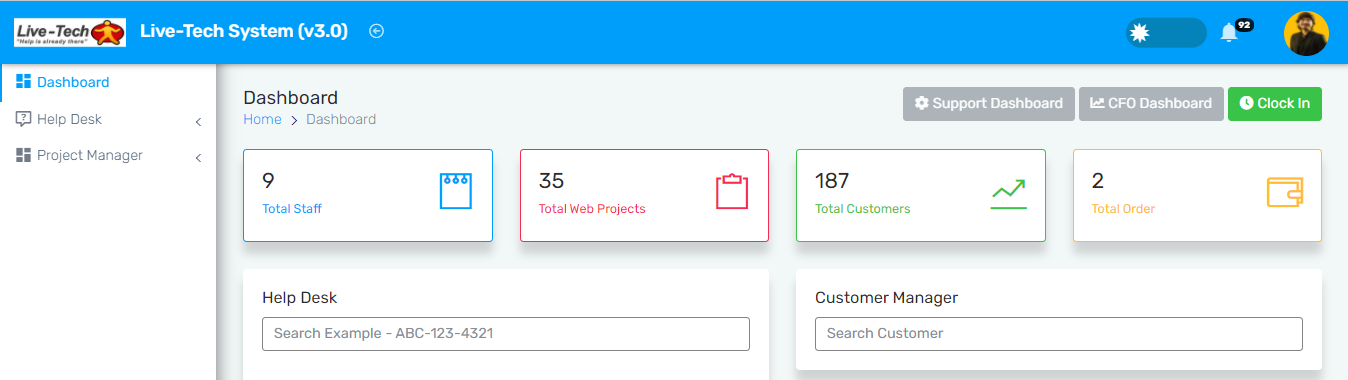 Live-Tech
"Help is already there"
Live-Tech System (v3.0)
92
Dashboard
Help Desk
Project Manager
Dashboard
Home > Dashboard
Support Dashboard
CFO Dashboard
Clock In
9
Total Staff
35
Total Web Projects
187
Total Customers
2
Total Order
Help Desk
Search Example - ABC-123-4321
Customer Manager
Search Customer